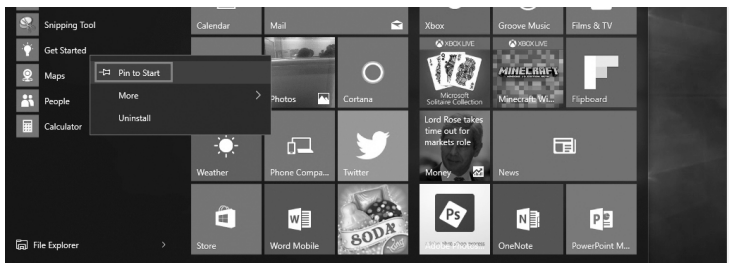 Snipping Tool
Get Started
Maps
People
Calculator
File Explorer
Pin to Start
More
Uninstall
Calendar
Mail
Photos
Cortana
Weather
Phone Compa...
Twitter
Store
Word Mobile
SODA
Xbox
Groove Music
Films & TV
XBOX LIVE
Microsoft
Solitaire Collection
XBOX LIVE
MINECRAFT
Minecraft: Wi...
Flipboard
Lord Rose takes
time out for
markets role
Money
News
Ps
OneNote
N
PowerPoint M...
P
W